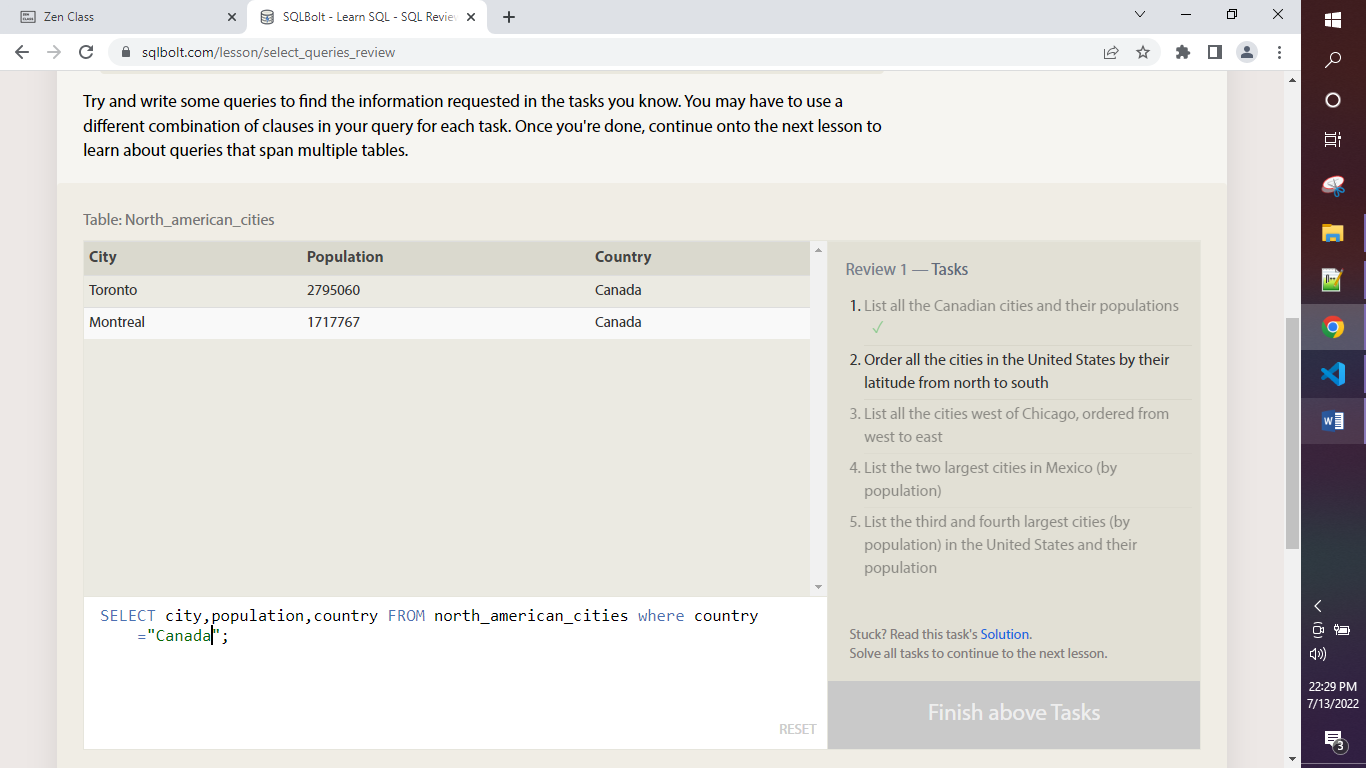 Zen Class
SQLBolt - Learn SQL - SQL Review
sqlbolt.com/lesson/select_queries_review
Try and write some queries to find the information requested in the tasks you know. You may have to use a
different combination of clauses in your query for each task. Once you're done, continue onto the next lesson to
learn about queries that span multiple tables.
Table: North_american_cities
City Population Country
Toronto 2795060 Canada
Montreal 1717767 Canada
Review 1 — Tasks
1. List all the Canadian cities and their populations
✓
2. Order all the cities in the United States by their
latitude from north to south
3. List all the cities west of Chicago, ordered from
west to east
4. List the two largest cities in Mexico (by
population)
5. List the third and fourth largest cities (by
population) in the United States and their
population
SELECT city,population,country FROM north_american_cities where country
="Canada";
RESET
Stuck? Read this task's Solution.
Solve all tasks to continue to the next lesson.
Finish above Tasks
22:29 PM
7/13/2022
3